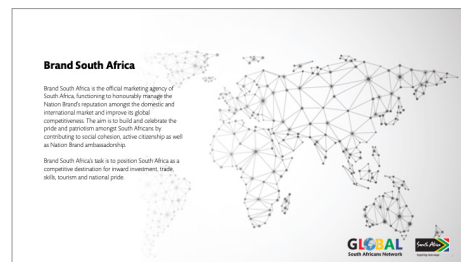 Brand South Africa
Brand South Africa is the official marketing agency of
South Africa, functioning to honourably manage the
Nation Brand's reputation amongst the domestic and
international market and improve its global
competitiveness. The aim is to build and celebrate the
pride and patriotism amongst South Africans by
contributing to social cohesion, active citizenship as well
as Nation Brand ambassadorship.
Brand South Africa's task is to position South Africa as a
competitive destination for inward investment, trade,
skills, tourism and national pride.
GLOBAL
South Africans Network
South Africa
Inspiring new ways